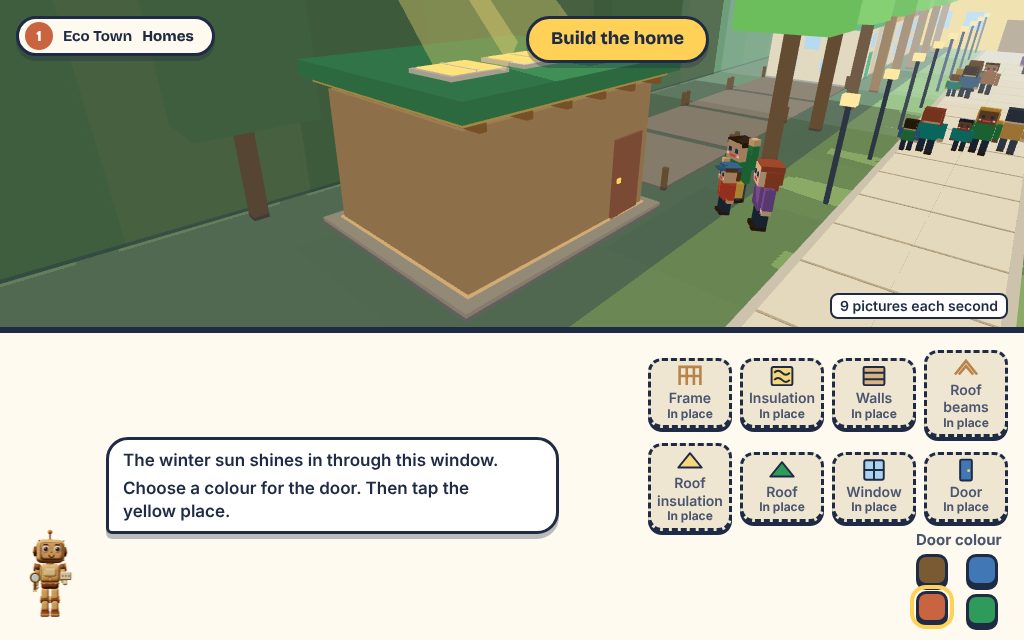 1 Eco Town Homes
Build the home
9 pictures each second
Frame
In place
Insulation
In place
Walls
In place
Roof
beams
In place
Roof
insulation
In place
Roof
In place
Window
In place
Door
In place
The winter sun shines in through this window.
Choose a colour for the door. Then tap the
yellow place.
Door colour